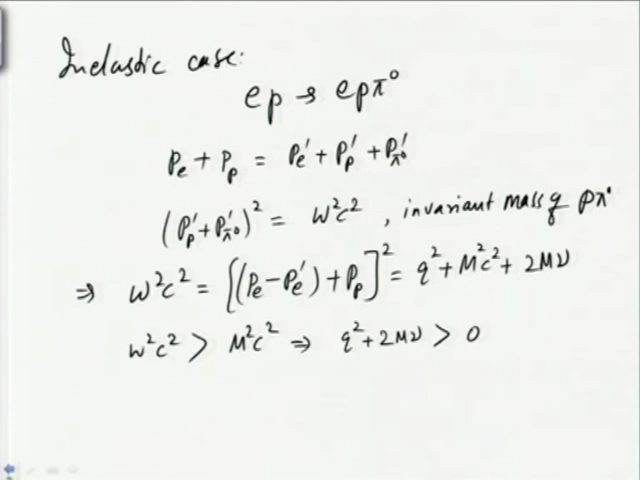 Inelastic case:
ep → epπ⁰
Pe + Pp = Pe' + Pp' + Pπ⁰'
(Pp' + Pπ⁰')² = W²c² , invariant mass of pπ⁰
⇒ W²c² = [(Pe − Pe') + Pp]² = q² + M²c² + 2Mν
W²c² > M²c² ⇒ q² + 2Mν > 0